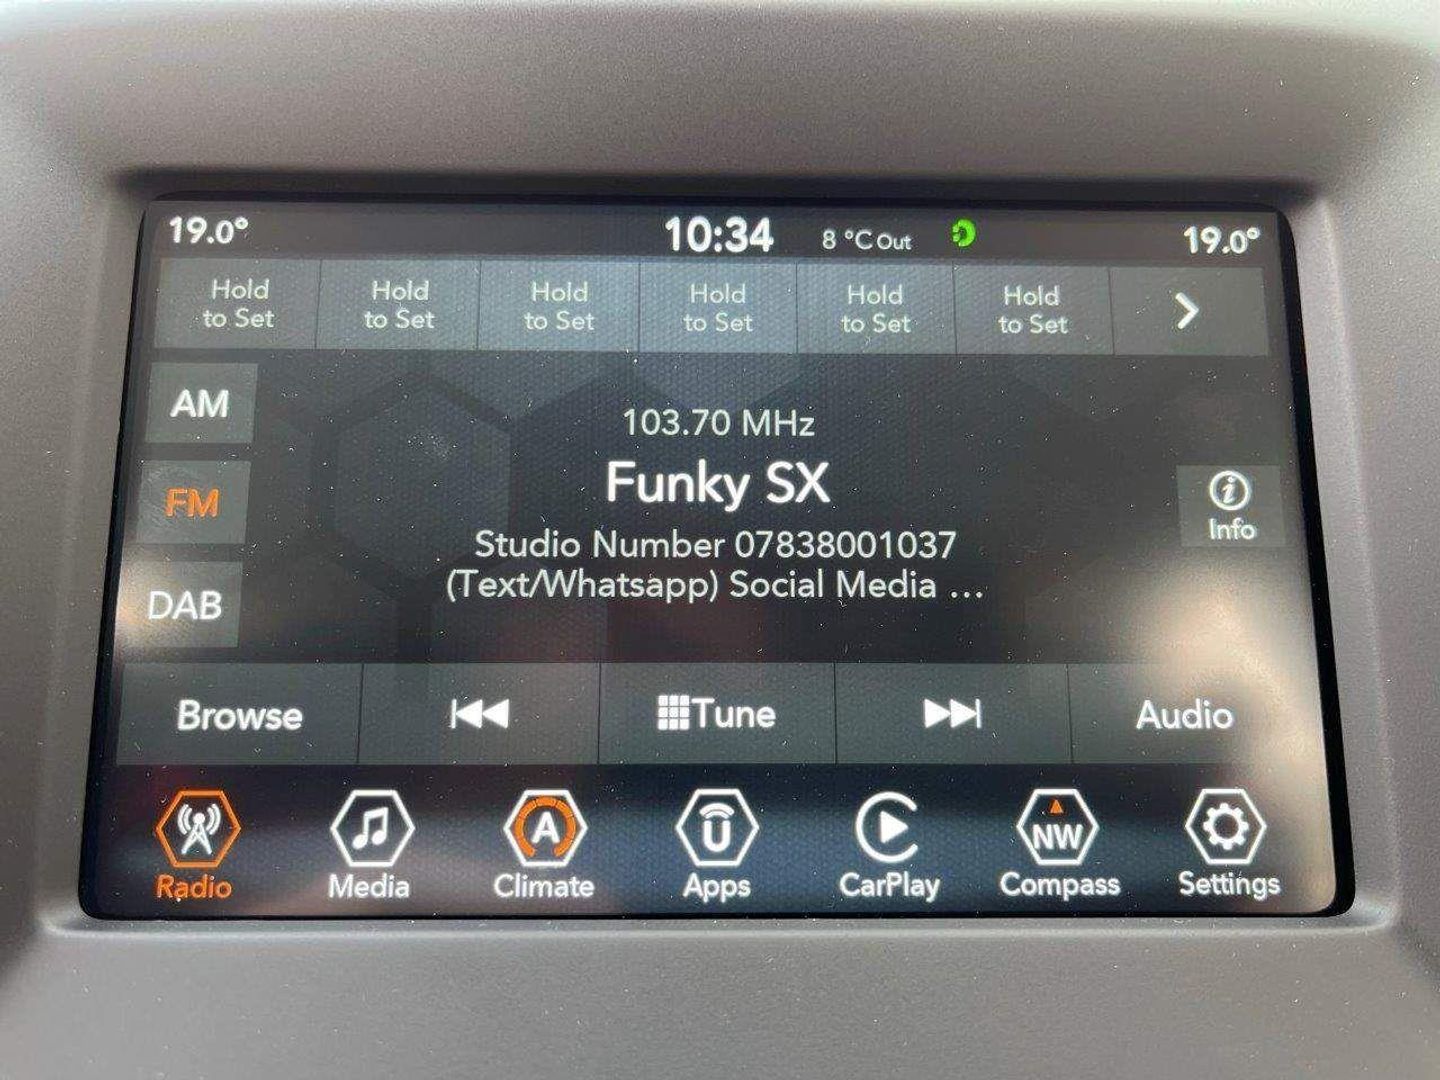 19.0° 10:34 8 °C Out 19.0°
Hold to Set Hold to Set Hold to Set Hold to Set Hold to Set Hold to Set
AM
103.70 MHz
Funky SX
FM
Info
Studio Number 07838001037
(Text/Whatsapp) Social Media ...
DAB
Browse Tune Audio
A U NW
Radio Media Climate Apps CarPlay Compass Settings